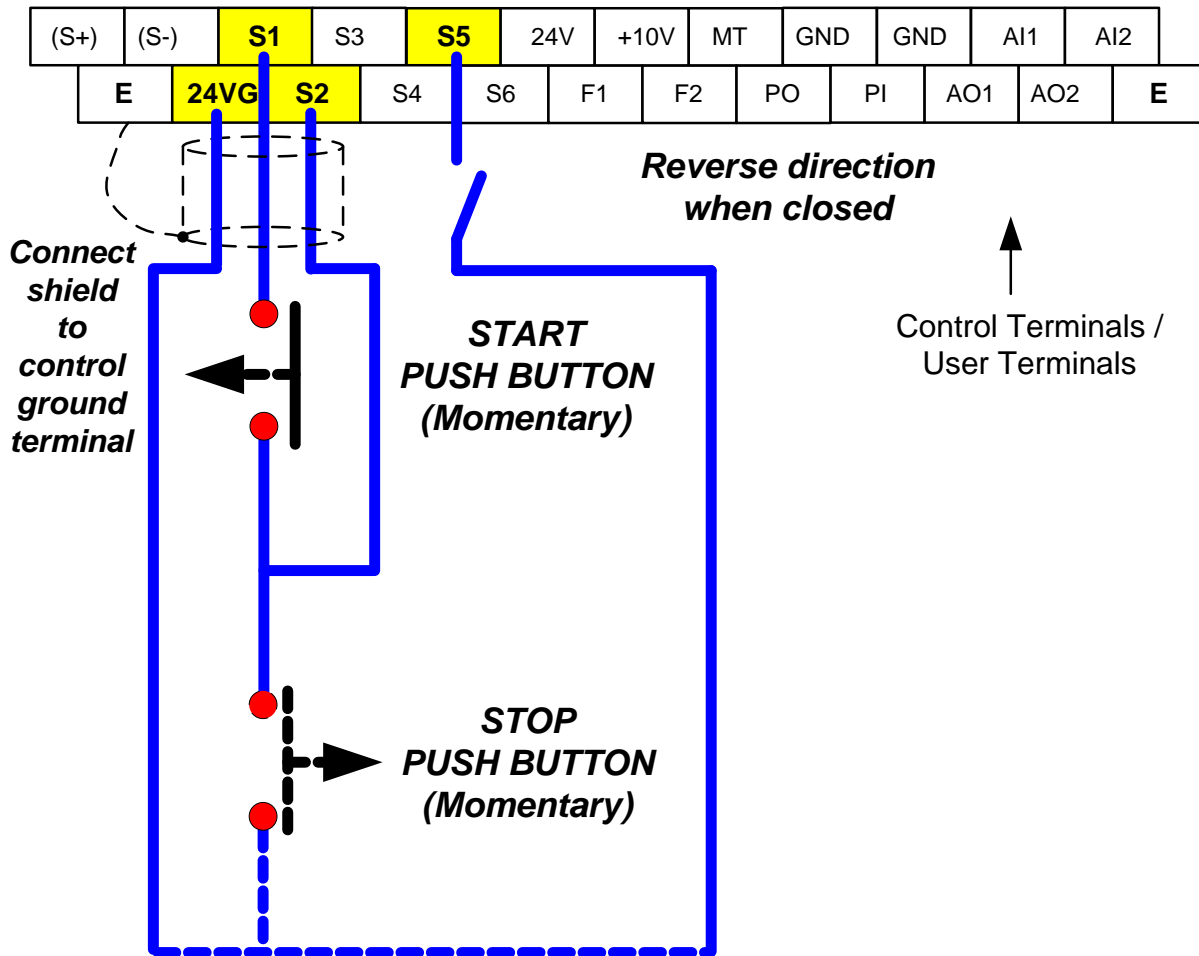 (S+) (S-) S1 S3 S5 24V +10V MT GND GND AI1 AI2
E 24VG S2 S4 S6 F1 F2 PO PI AO1 AO2 E
Reverse direction
when closed
Connect
shield
to
control
ground
terminal
START
PUSH BUTTON
(Momentary)
Control Terminals /
User Terminals
STOP
PUSH BUTTON
(Momentary)